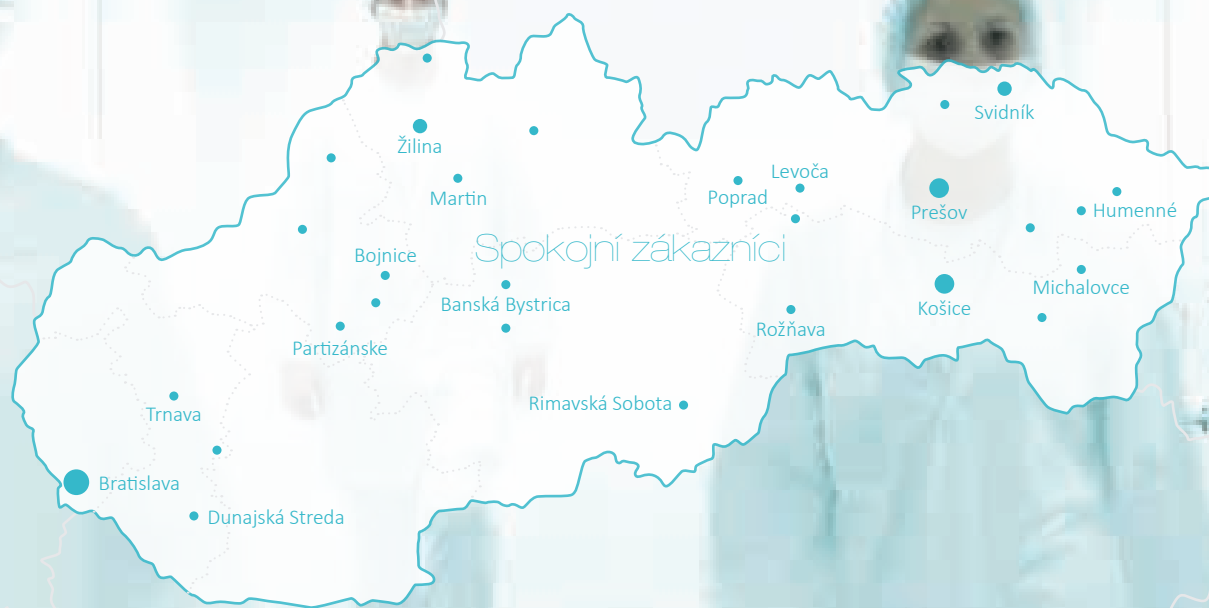 Svidník
Žilina
Levoča
Martin
Poprad
Prešov
Humenné
Spokojní zákazníci
Bojnice
Michalovce
Banská Bystrica
Košice
Rožňava
Partizánske
Rimavská Sobota
Trnava
Bratislava
Dunajská Streda